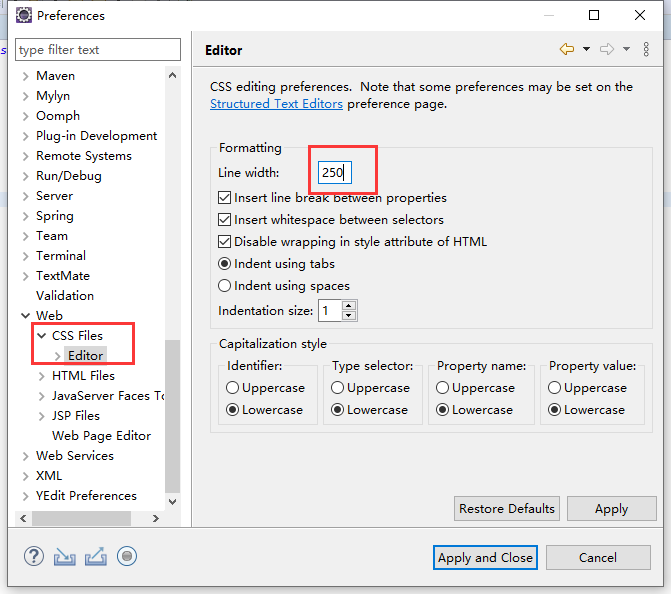 Preferences
type filter text
Maven
Mylyn
Oomph
Plug-in Development
Remote Systems
Run/Debug
Server
Spring
Team
Terminal
TextMate
Validation
Web
CSS Files
Editor
HTML Files
JavaServer Faces To
JSP Files
Web Page Editor
Web Services
XML
YEdit Preferences
Editor
CSS editing preferences.  Note that some preferences may be set on the
Structured Text Editors preference page.
Formatting
Line width: 250
Insert line break between properties
Insert whitespace between selectors
Disable wrapping in style attribute of HTML
Indent using tabs
Indent using spaces
Indentation size: 1
Capitalization style
Identifier: Type selector: Property name: Property value:
Uppercase Uppercase Uppercase Uppercase
Lowercase Lowercase Lowercase Lowercase
Restore Defaults Apply
Apply and Close Cancel